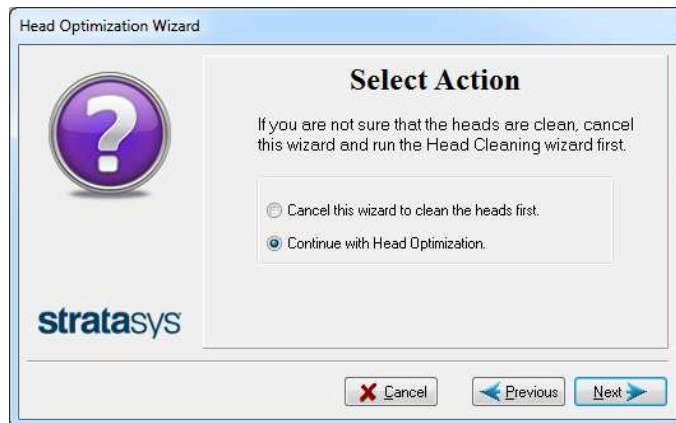 Head Optimization Wizard
Select Action
If you are not sure that the heads are clean, cancel
this wizard and run the Head Cleaning wizard first.
Cancel this wizard to clean the heads first.
Continue with Head Optimization.
stratasys
Cancel
Previous
Next